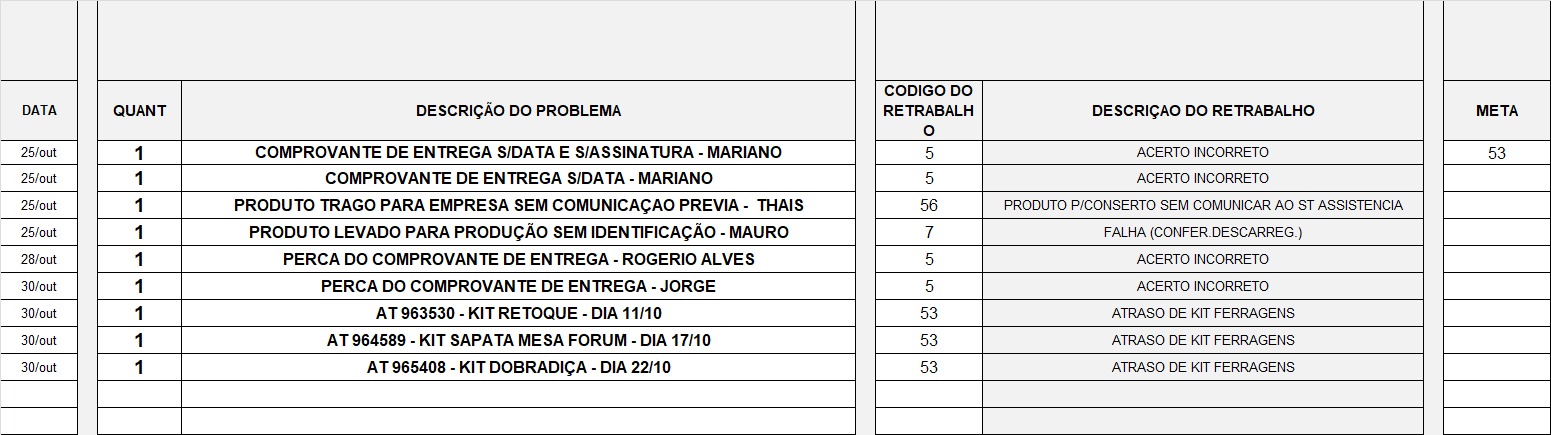 DATA QUANT DESCRIÇÃO DO PROBLEMA CODIGO DO RETRABALHO DESCRIÇAO DO RETRABALHO META
25/out 1 COMPROVANTE DE ENTREGA S/DATA E S/ASSINATURA - MARIANO 5 ACERTO INCORRETO 53
25/out 1 COMPROVANTE DE ENTREGA S/DATA - MARIANO 5 ACERTO INCORRETO
25/out 1 PRODUTO TRAGO PARA EMPRESA SEM COMUNICAÇAO PREVIA - THAIS 56 PRODUTO P/CONSERTO SEM COMUNICAR AO ST ASSISTENCIA
25/out 1 PRODUTO LEVADO PARA PRODUÇÃO SEM IDENTIFICAÇÃO - MAURO 7 FALHA (CONFER.DESCARREG.)
28/out 1 PERCA DO COMPROVANTE DE ENTREGA - ROGERIO ALVES 5 ACERTO INCORRETO
30/out 1 PERCA DO COMPROVANTE DE ENTREGA - JORGE 5 ACERTO INCORRETO
30/out 1 AT 963530 - KIT RETOQUE - DIA 11/10 53 ATRASO DE KIT FERRAGENS
30/out 1 AT 964589 - KIT SAPATA MESA FORUM - DIA 17/10 53 ATRASO DE KIT FERRAGENS
30/out 1 AT 965408 - KIT DOBRADIÇA - DIA 22/10 53 ATRASO DE KIT FERRAGENS